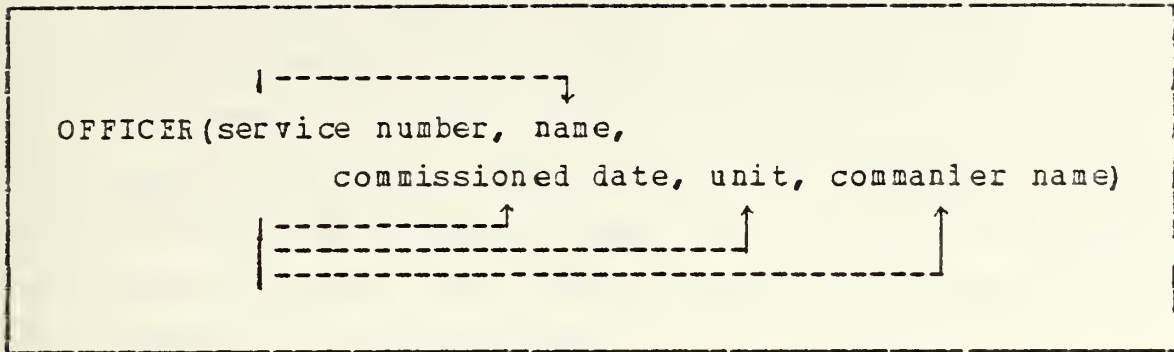 OFFICER(service number, name,
commissioned date, unit, commanler name)